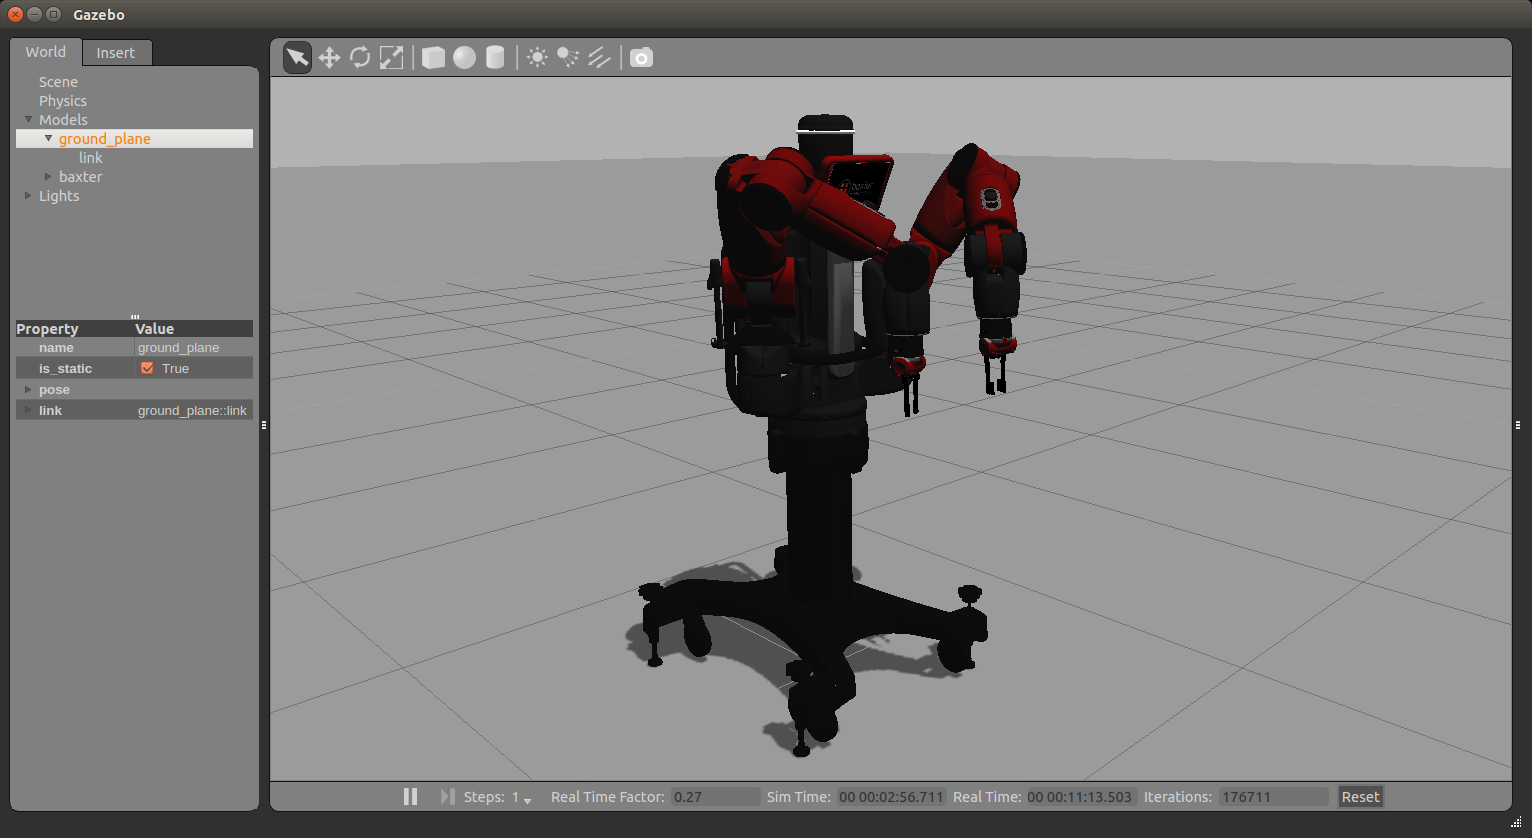 Gazebo
World Insert
Scene
Physics
Models
ground_plane
link
baxter
Lights
Property Value
name ground_plane
is_static True
pose
link ground_plane::link
baxter
Steps: 1 Real Time Factor: 0.27 Sim Time: 00 00:02:56.711 Real Time: 00 00:11:13.503 Iterations: 176711 Reset